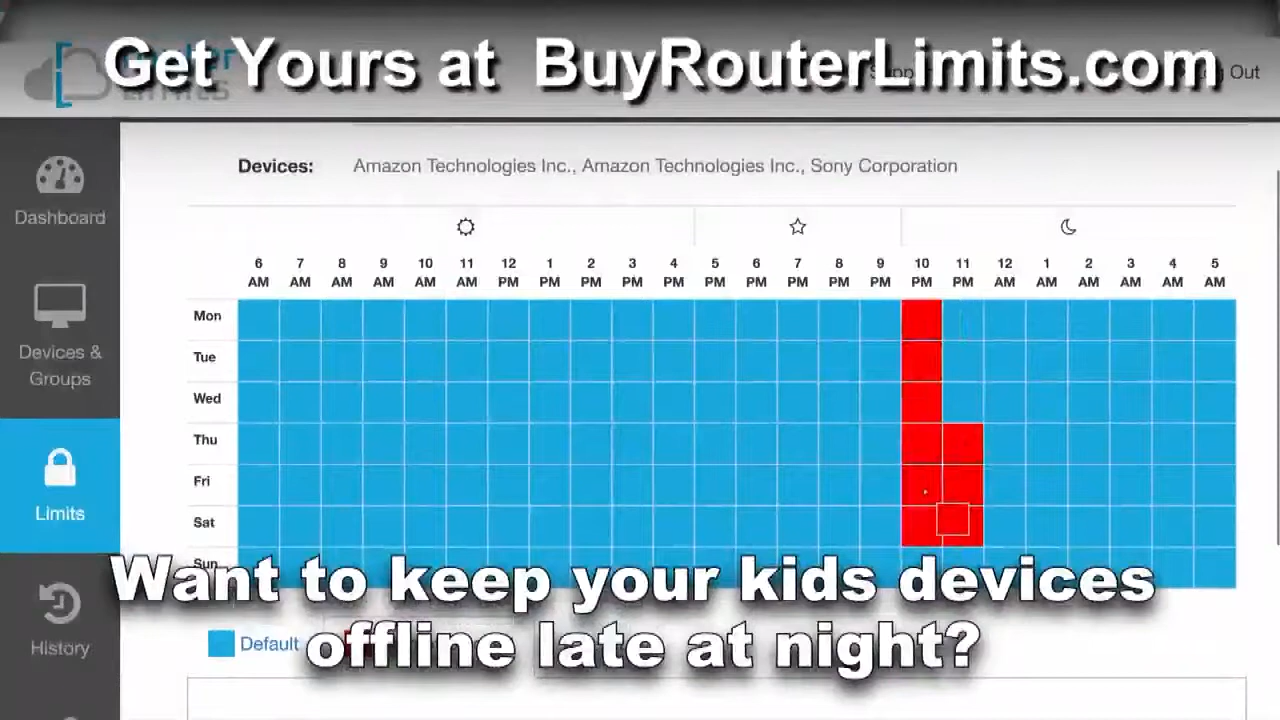 Get Yours at BuyRouterLimits.com
Log Out
Devices: Amazon Technologies Inc., Amazon Technologies Inc., Sony Corporation
Dashboard
6 7 8 9 10 11 12 1 2 3 4 5 6 7 8 9 10 11 12 1 2 3 4 5
AM AM AM AM AM AM PM PM PM PM PM PM PM PM PM PM PM PM AM AM AM AM AM AM
Mon
Tue
Devices &
Groups
Wed
Thu
Fri
Limits
Sat
Sun
Want to keep your kids devices
offline late at night?
Default
History